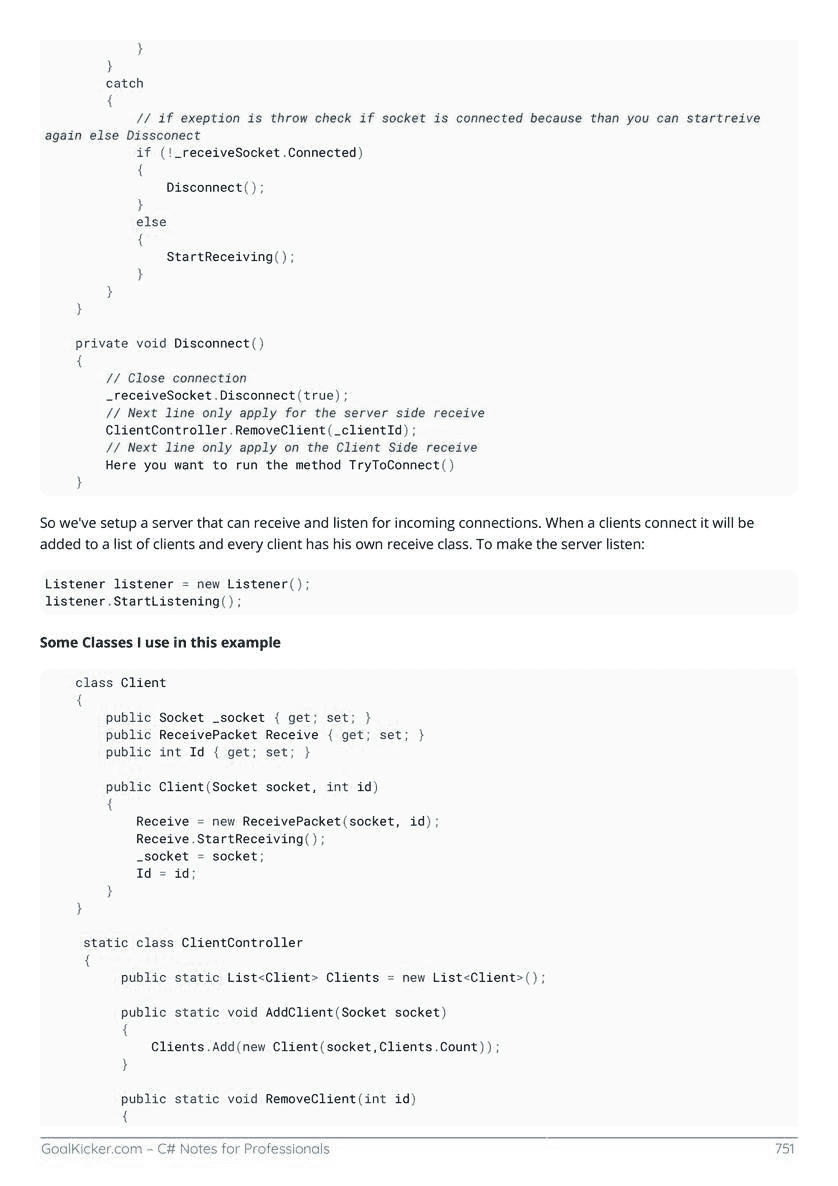 }
        }
        catch
        {
            // if exeption is throw check if socket is connected because than you can startreive
again else Dissconect
            if (!_receiveSocket.Connected)
            {
                Disconnect();
            }
            else
            {
                StartReceiving();
            }
        }
    }

    private void Disconnect()
    {
        // Close connection
        _receiveSocket.Disconnect(true);
        // Next line only apply for the server side receive
        ClientController.RemoveClient(_clientId);
        // Next line only apply on the Client Side receive
        Here you want to run the method TryToConnect()
    }

So we've setup a server that can receive and listen for incoming connections. When a clients connect it will be
added to a list of clients and every client has his own receive class. To make the server listen:

Listener listener = new Listener();
listener.StartListening();

Some Classes I use in this example

    class Client
    {
        public Socket _socket { get; set; }
        public ReceivePacket Receive { get; set; }
        public int Id { get; set; }

        public Client(Socket socket, int id)
        {
            Receive = new ReceivePacket(socket, id);
            Receive.StartReceiving();
            _socket = socket;
            Id = id;
        }
    }

     static class ClientController
     {
          public static List<Client> Clients = new List<Client>();

          public static void AddClient(Socket socket)
          {
              Clients.Add(new Client(socket,Clients.Count));
          }

          public static void RemoveClient(int id)
          {
GoalKicker.com – C# Notes for Professionals 751